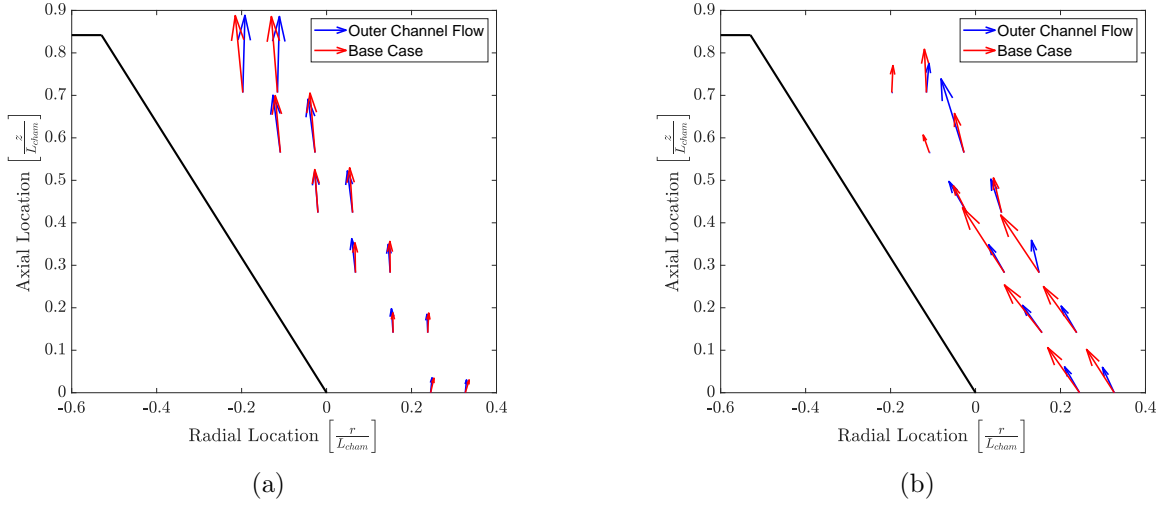 Outer Channel Flow
Base Case
0.9
0.8
0.7
0.6
0.5
0.4
0.3
0.2
0.1
0
Axial Location [z/L_cham]
-0.6 -0.4 -0.2 0 0.2 0.4
Radial Location [r/L_cham]
(a)
Outer Channel Flow
Base Case
0.9
0.8
0.7
0.6
0.5
0.4
0.3
0.2
0.1
0
Axial Location [z/L_cham]
-0.6 -0.4 -0.2 0 0.2 0.4
Radial Location [r/L_cham]
(b)